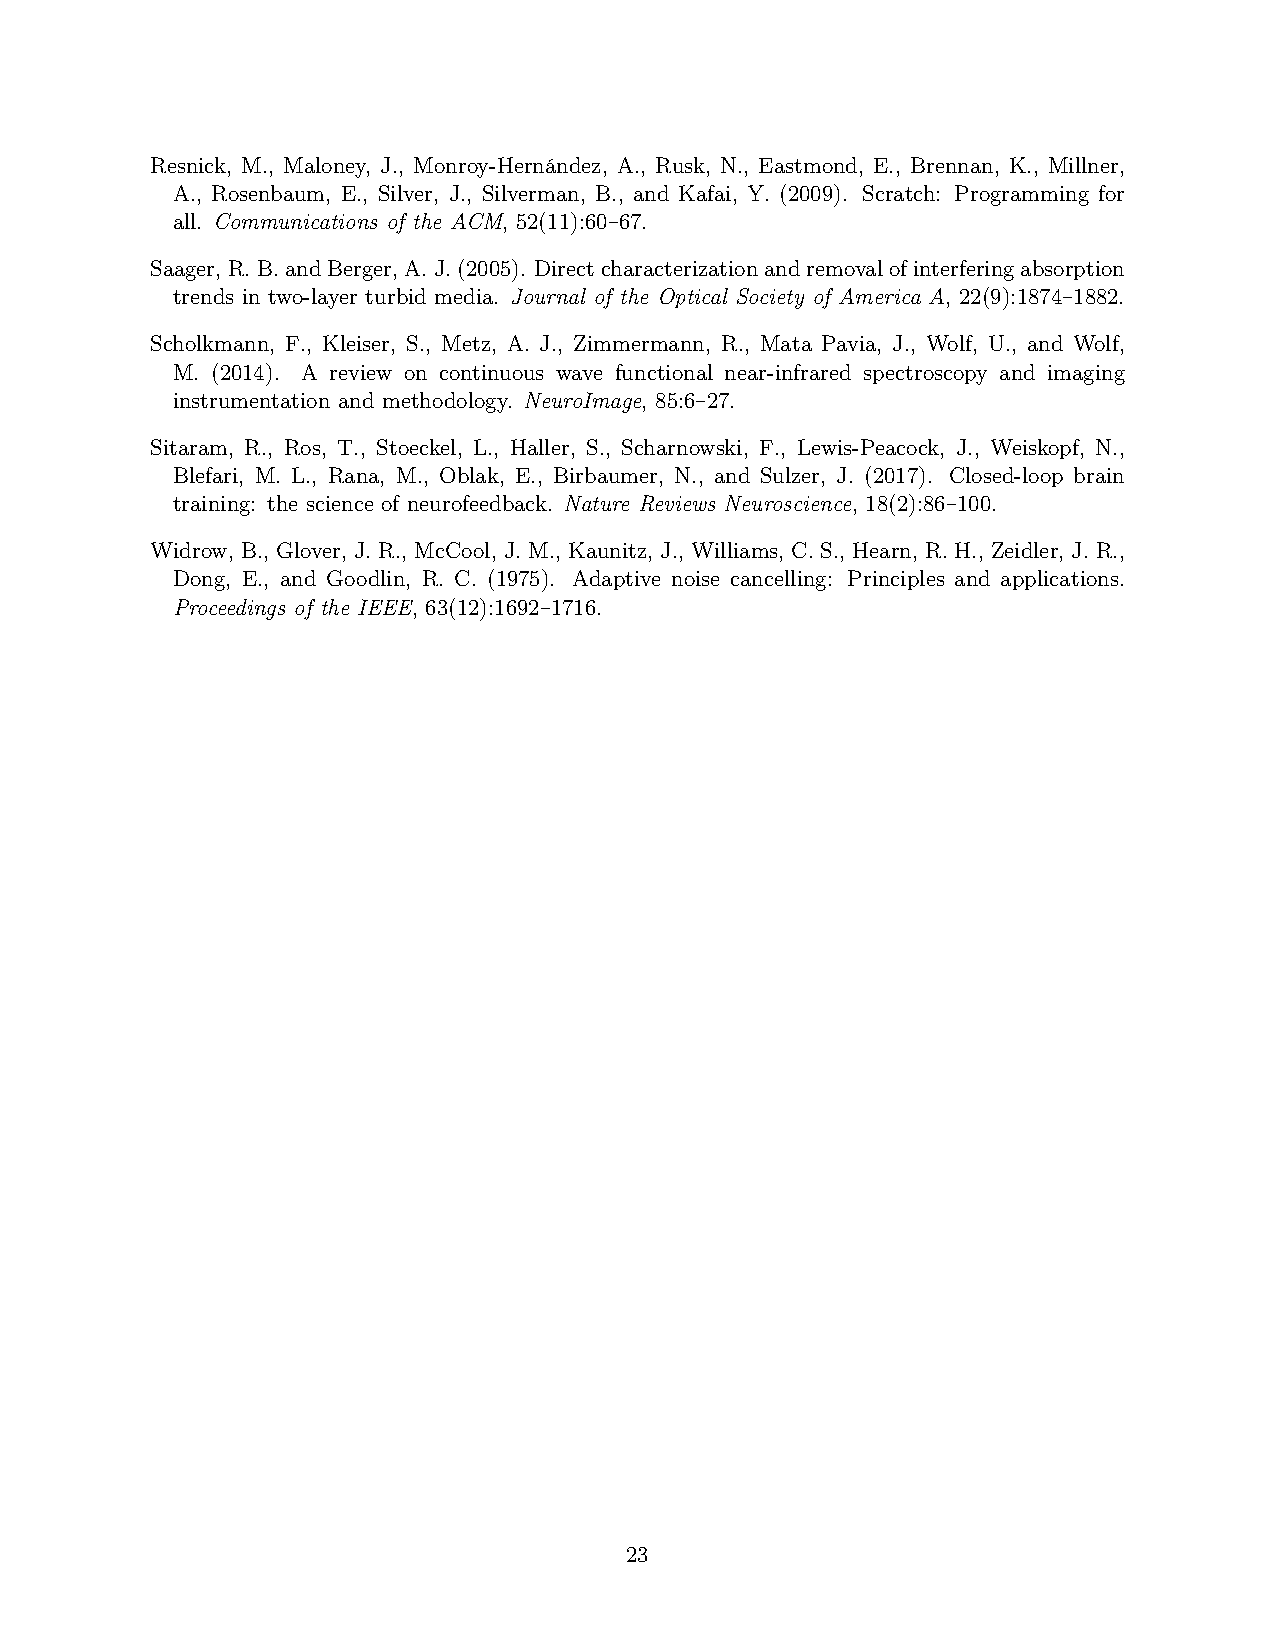 Resnick, M., Maloney, J., Monroy-Hernández, A., Rusk, N., Eastmond, E., Brennan, K., Millner,
A., Rosenbaum, E., Silver, J., Silverman, B., and Kafai, Y. (2009). Scratch: Programming for
all. Communications of the ACM, 52(11):60–67.
Saager, R. B. and Berger, A. J. (2005). Direct characterization and removal of interfering absorption
trends in two-layer turbid media. Journal of the Optical Society of America A, 22(9):1874–1882.
Scholkmann, F., Kleiser, S., Metz, A. J., Zimmermann, R., Mata Pavia, J., Wolf, U., and Wolf,
M. (2014). A review on continuous wave functional near-infrared spectroscopy and imaging
instrumentation and methodology. NeuroImage, 85:6–27.
Sitaram, R., Ros, T., Stoeckel, L., Haller, S., Scharnowski, F., Lewis-Peacock, J., Weiskopf, N.,
Blefari, M. L., Rana, M., Oblak, E., Birbaumer, N., and Sulzer, J. (2017). Closed-loop brain
training: the science of neurofeedback. Nature Reviews Neuroscience, 18(2):86–100.
Widrow, B., Glover, J. R., McCool, J. M., Kaunitz, J., Williams, C. S., Hearn, R. H., Zeidler, J. R.,
Dong, E., and Goodlin, R. C. (1975). Adaptive noise cancelling: Principles and applications.
Proceedings of the IEEE, 63(12):1692–1716.
23